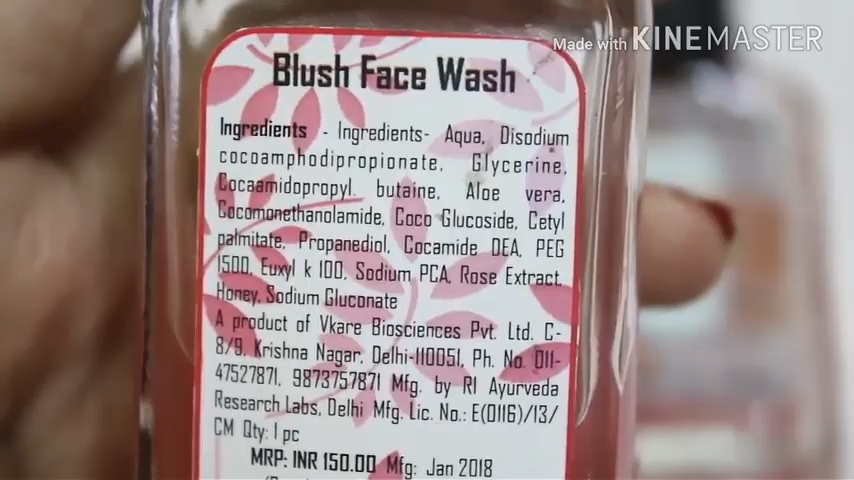 Made with KINEMASTER
Blush Face Wash
Ingredients - Ingredients- Aqua, Disodium
cocoamphodipropionate, Glycerine,
Cocaamidopropyl butaine, Aloe vera,
Cocomonethanolamide, Coco Glucoside, Cetyl
palmitate, Propanediol, Cocamide DEA, PEG
1500, Euxyl k 100, Sodium PCA, Rose Extract,
Honey, Sodium Gluconate
A product of Vkare Biosciences Pvt. Ltd. C-
8/9, Krishna Nagar, Delhi-110051, Ph. No. 011-
47527871, 9873757871 Mfg. by RI Ayurveda
Research Labs, Delhi Mfg. Lic. No.: E(0116)/13/
CM Qty: 1 pc
MRP: INR 150.00 Mfg: Jan 2018